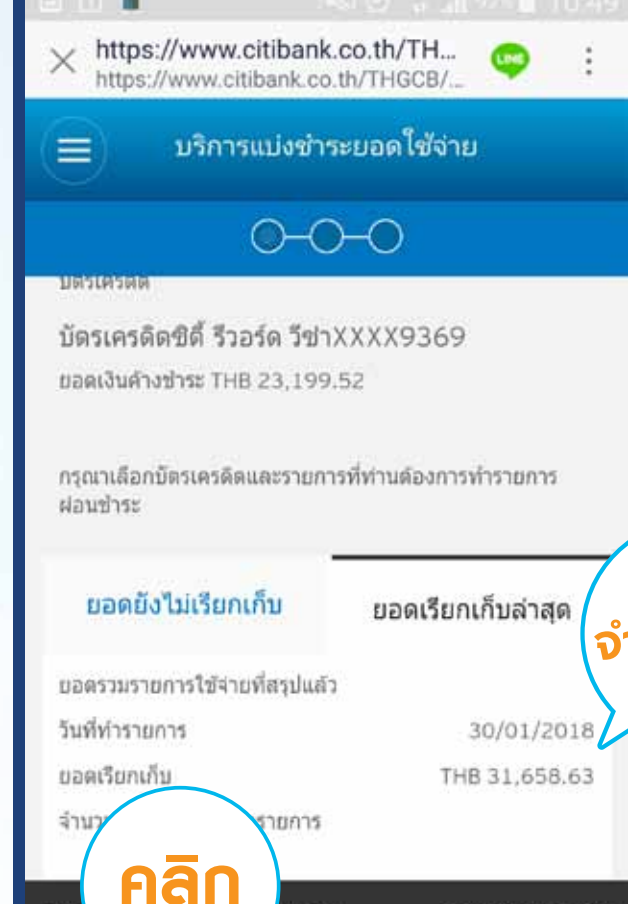 10:49
https://www.citibank.co.th/TH...
LINE
https://www.citibank.co.th/THGCB/...
บริการแบ่งชำระยอดใช้จ่าย
บัตรเครดิต
บัตรเครดิตซิตี้ รีวอร์ด วีซ่าXXXX9369
ยอดเงินค้างชำระ THB 23,199.52
กรุณาเลือกบัตรเครดิตและรายการที่ท่านต้องการทำรายการ
ผ่อนชำระ
ยอดยังไม่เรียกเก็บ
ยอดเรียกเก็บล่าสุด
ยอดรวมรายการใช้จ่ายที่สรุปแล้ว
วันที่ทำรายการ 30/01/2018
ยอดเรียกเก็บ THB 31,658.63
รายการ
คลิก